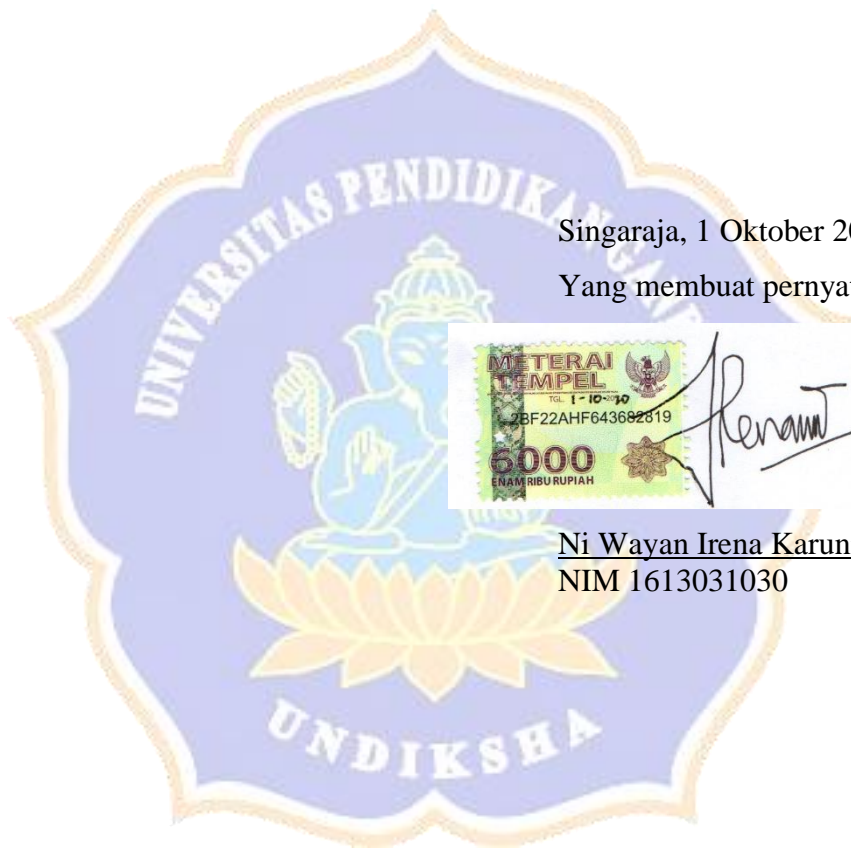 UNIVERSITAS PENDIDIKAN GA
Singaraja, 1 Oktober 2
Yang membuat pernya
METERAI
TEMPEL
TGL. 1-10-2020
2BF22AHF643682819
6000
ENAM RIBU RUPIAH
Ni Wayan Irena Karun
NIM 1613031030
UNDIKSHA